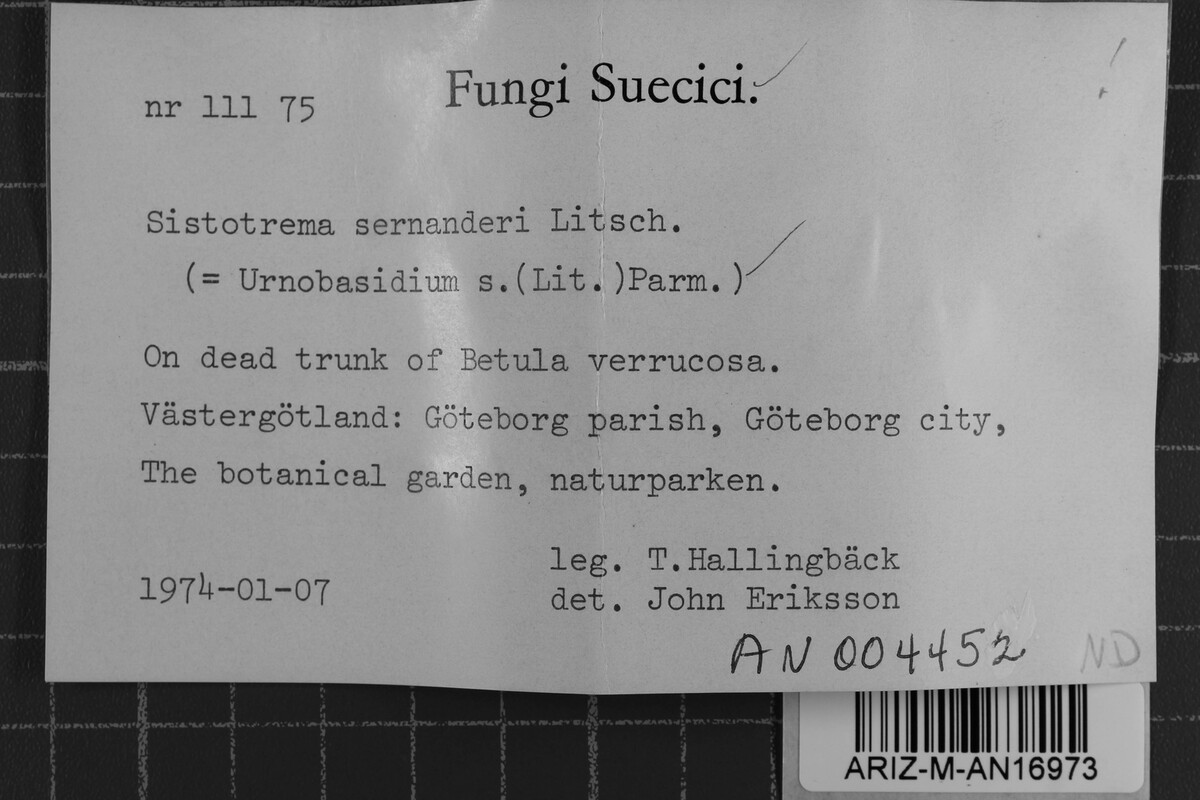 Fungi Suecici.
nr 111 75
Sistotrema sernanderi Litsch.
(= Urnobasidium s.(Lit.)Parm.)
On dead trunk of Betula verrucosa.
Västergötland: Göteborg parish, Göteborg city,
The botanical garden, naturparken.
1974-01-07
leg. T.Hallingbäck
det. John Eriksson
AN 004452
ND
ARIZ-M-AN16973